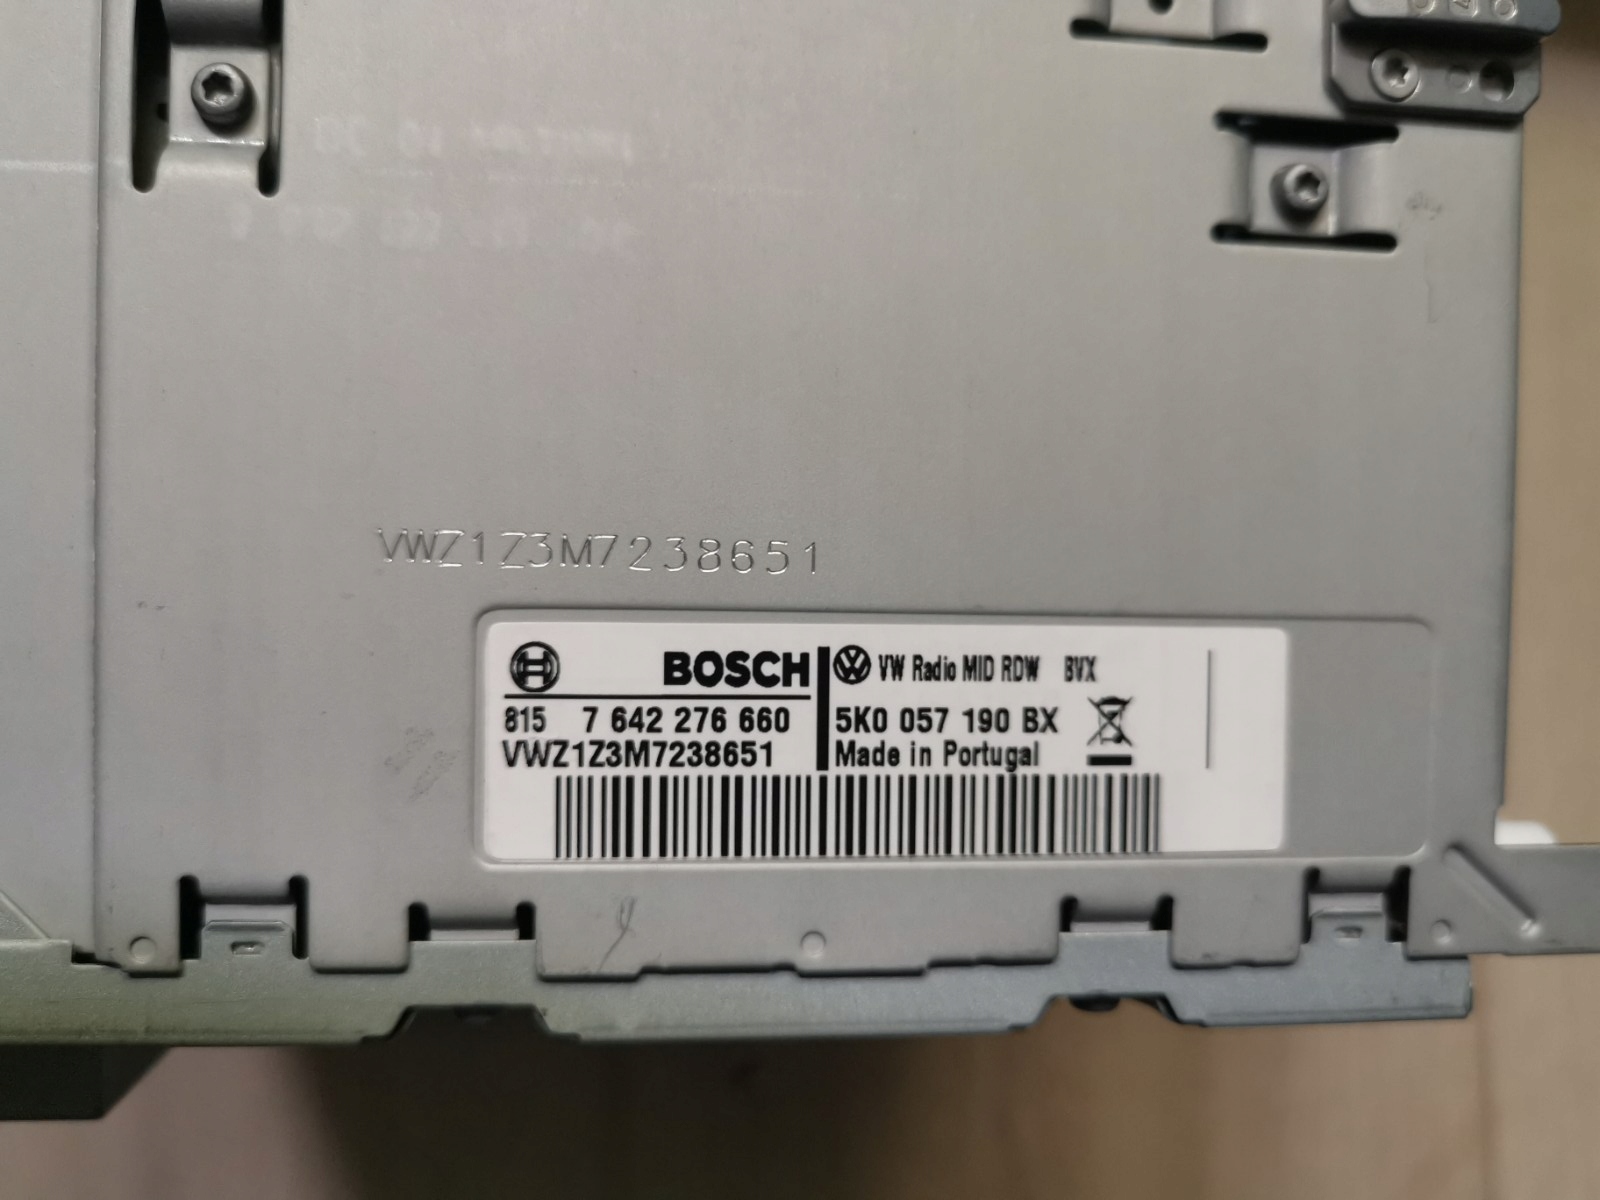 VWZ1Z3M7238651
BOSCH
815 7 642 276 660
VWZ1Z3M7238651
VW Radio MID RDW BVX
5K0 057 190 BX
Made in Portugal